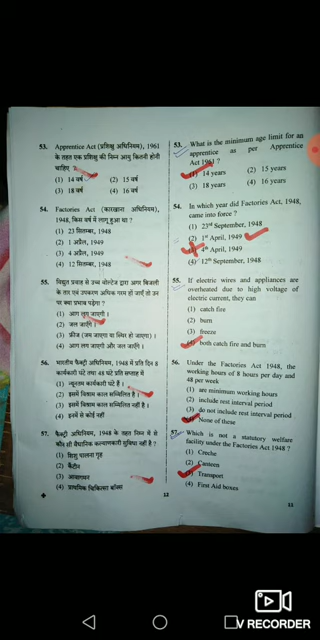 53. Apprentice Act (प्रशिक्षु अधिनियम), 1961
के तहत एक प्रशिक्षु की निम्न आयु कितनी होनी
चाहिए
(1) 14 वर्ष (2) 15 वर्ष
(3) 18 वर्ष (4) 16 वर्ष
54. Factories Act (कारखाना अधिनियम),
1948, किस वर्ष में लागू हुआ था ?
(1) 23 सितम्बर, 1948
(2) 1 अप्रैल, 1949
(3) 4 अप्रैल, 1949
(4) 12 सितम्बर, 1948
55. विद्युत प्रवाह से उच्च वोल्टेज द्वारा अगर बिजली
के तार एवं उपकरण अधिक गरम हो जाएँ तो उन
पर क्या प्रभाव पड़ेगा ?
(1) आग लग जाएगी।
(2) जल जाएंगे।
(3) फ्रीज (जम जाएगा या स्थिर हो जाएगा)।
(4) आग लग जाएगी और जल जाएंगे।
56. भारतीय फैक्ट्री अधिनियम, 1948 में प्रति दिन 8
कार्यकारी घंटे तथा 48 घंटे प्रति सप्ताह में
(1) न्यूनतम कार्यकारी घंटे हैं।
(2) इसमें विश्राम काल सम्मिलित है।
(3) इसमें विश्राम काल सम्मिलित नहीं है।
(4) इनमें से कोई नहीं
57. फैक्ट्री अधिनियम, 1948 के तहत निम्न में से
कौन सी वैधानिक कल्याणकारी सुविधा नहीं है ?
(1) शिशु पालना गृह
(2) कैंटीन
(3)
(4) प्राथमिक चिकित्सा बॉक्स
12
53. What is the minimum age limit for an
apprentice as per Apprentice
Act 1961 ?
(1) 14 years (2) 15 years
(3) 18 years (4) 16 years
54. In which year did Factories Act, 1948,
came into force ?
(1) 23rd September, 1948
(2) 1st April, 1949
4th April, 1949
(4) 12th September, 1948
55. If electric wires and appliances are
overheated due to high voltage of
electric current, they can
(1) catch fire
(2) burn
(3) freeze
both catch fire and burn
56. Under the Factories Act 1948, the
working hours of 8 hours per day and
48 per week
(1) are minimum working hours
(2) include rest interval period
(3) do not include rest interval period
None of these
57. Which is not a statutory welfare
facility under the Factories Act 1948 ?
(1) Creche
(2) Canteen
Transport
(4) First Aid boxes
V RECORDER